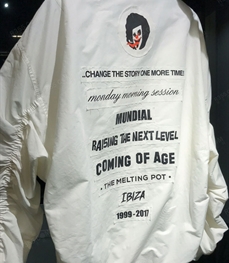 ..CHANGE THE STORY ONE MORE TIME!
monday morning session
MUNDIAL
RAISING THE NEXT LEVEL
COMING OF AGE
• THE MELTING POT •
IBIZA
1999-2017